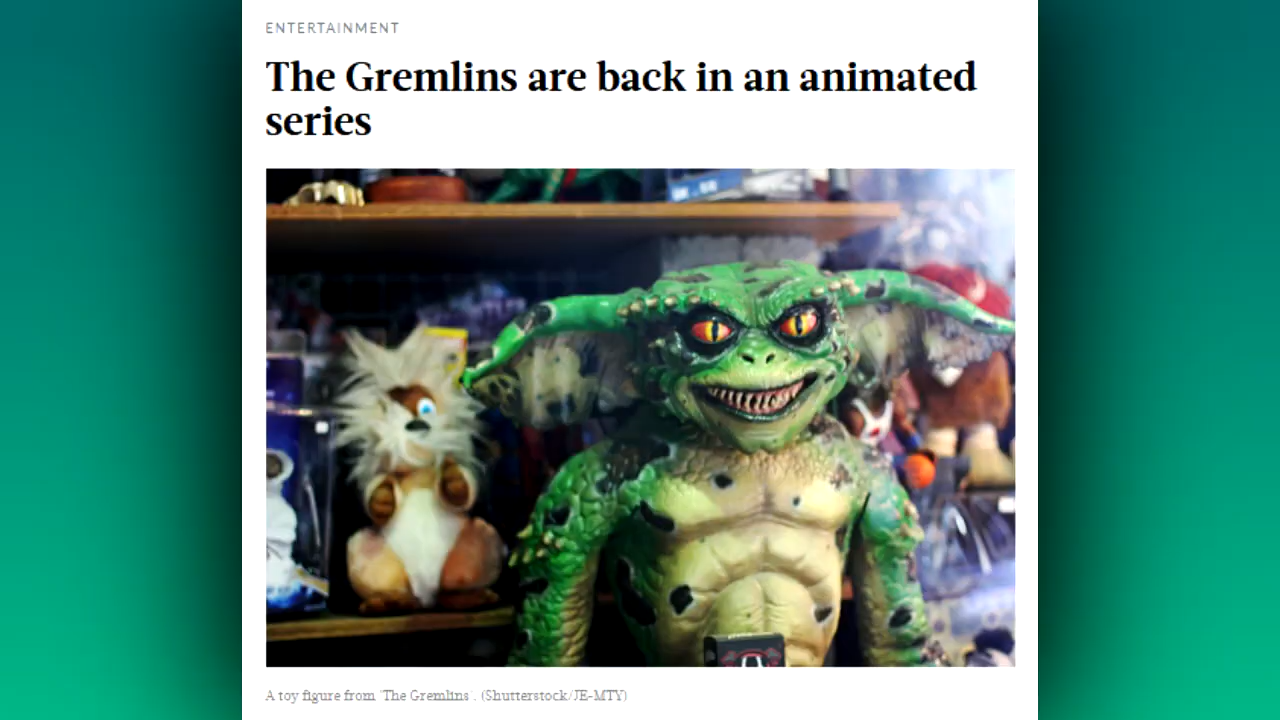 ENTERTAINMENT
The Gremlins are back in an animated
series
A toy figure from 'The Gremlins'. (Shutterstock/JE-MTY)